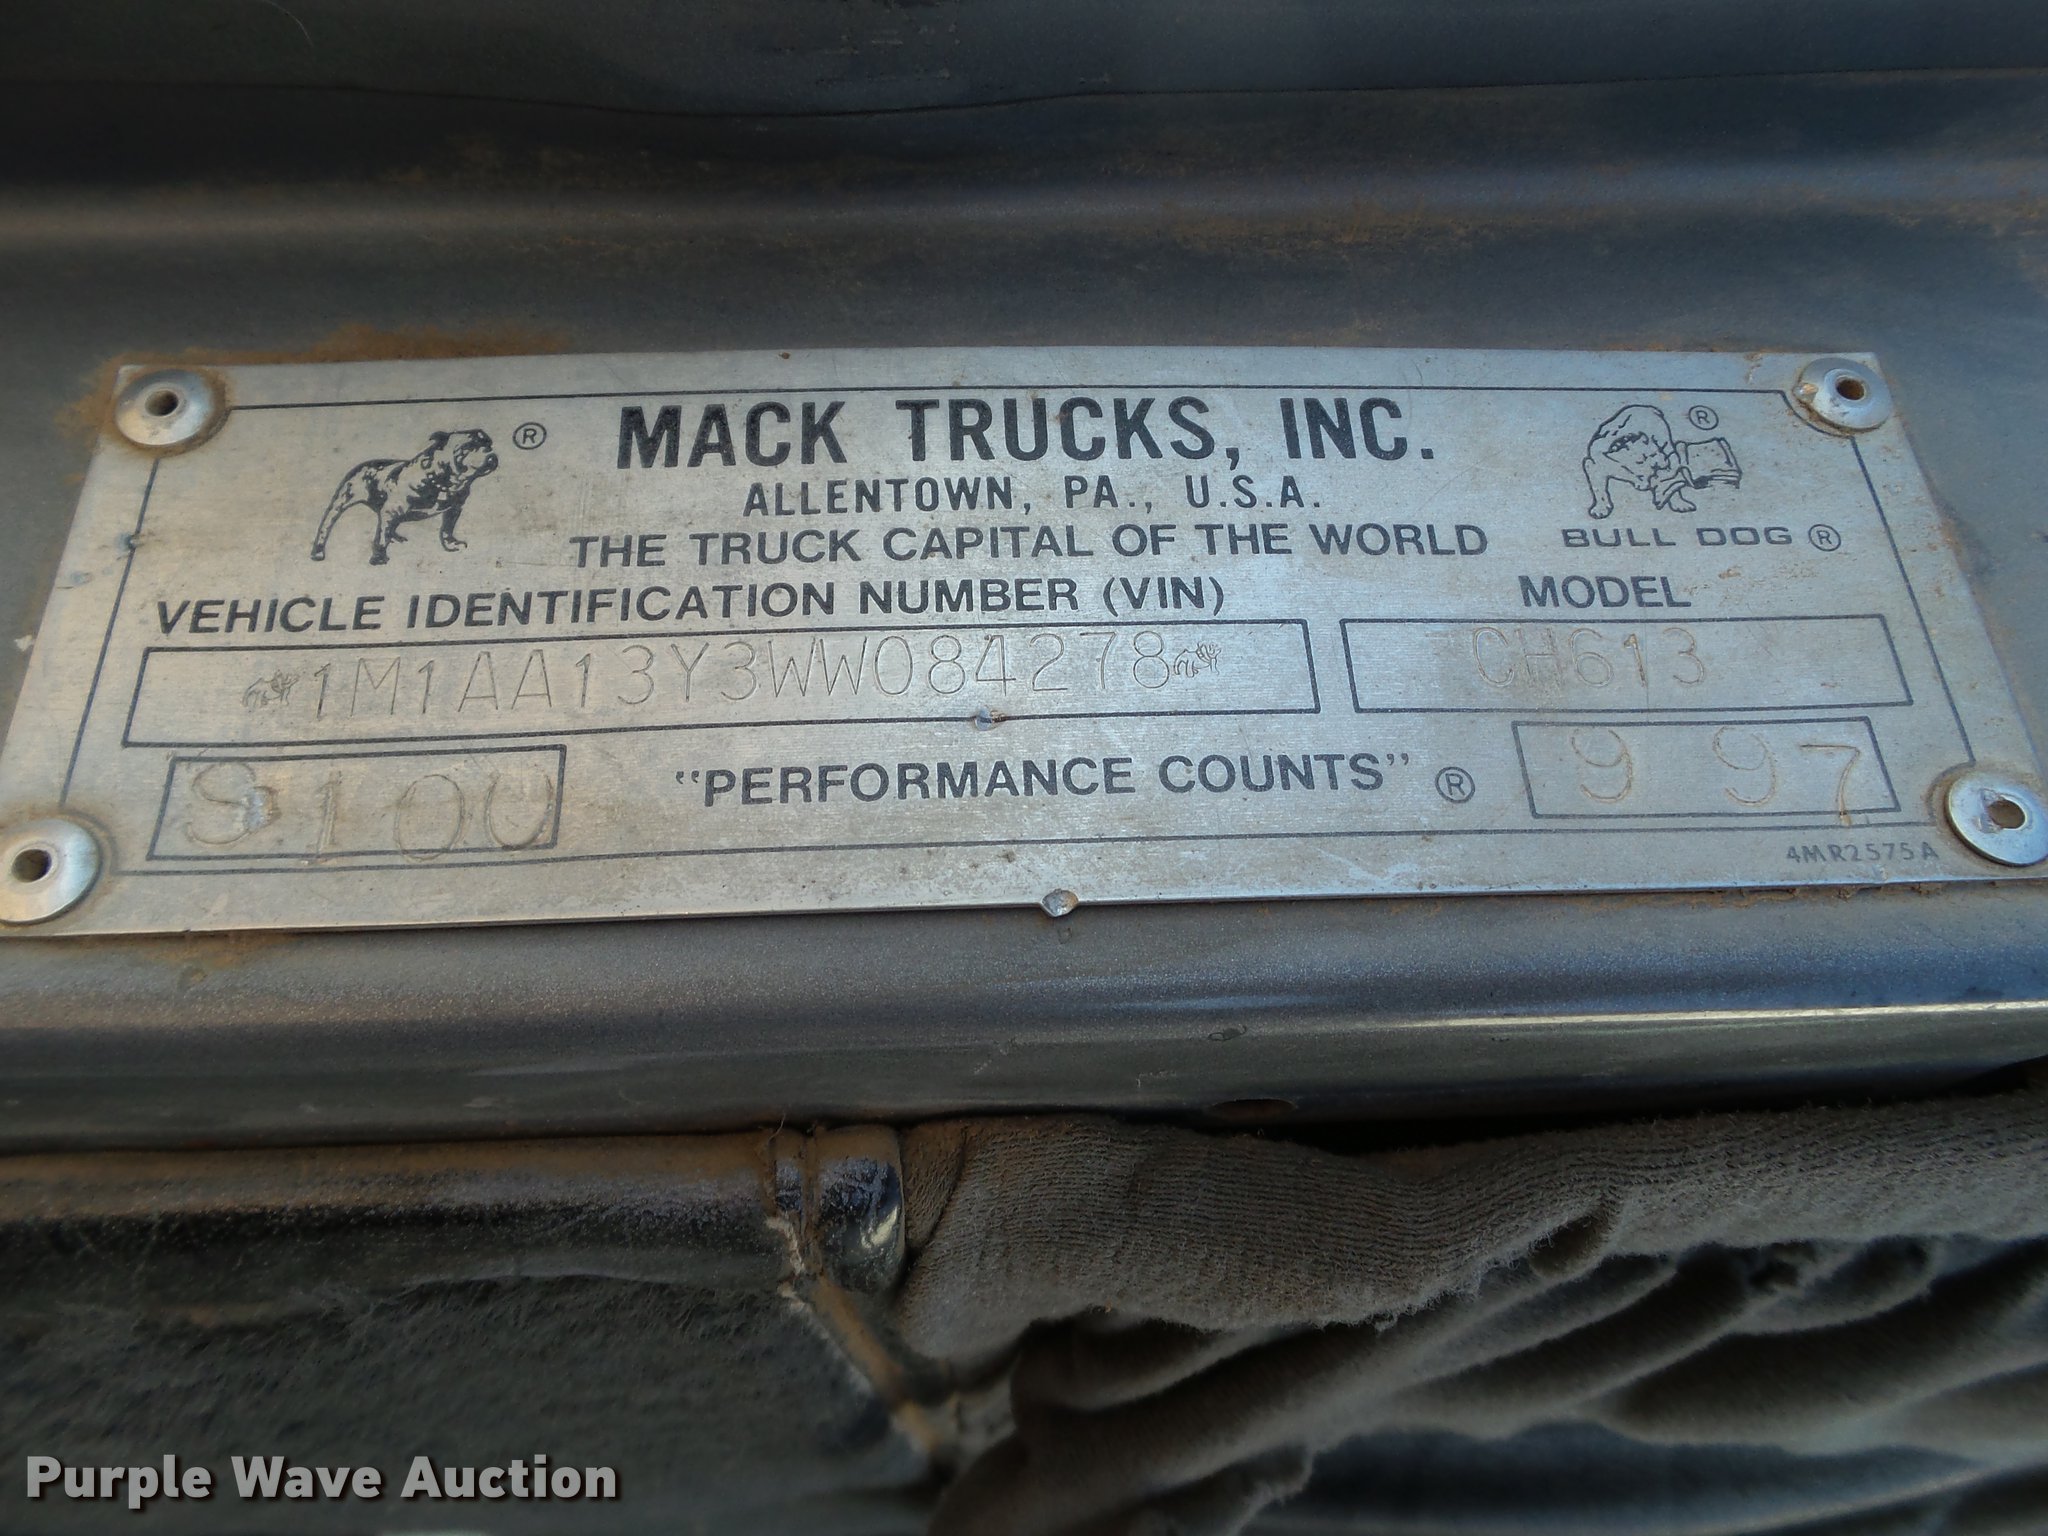 MACK TRUCKS, INC.
®
®
ALLENTOWN, PA., U.S.A.
THE TRUCK CAPITAL OF THE WORLD
BULL DOG ®
VEHICLE IDENTIFICATION NUMBER (VIN)
MODEL
1M1AA13Y3WW084278
CH613
"PERFORMANCE COUNTS" ®
9 97
4MR2575A
Purple Wave Auction